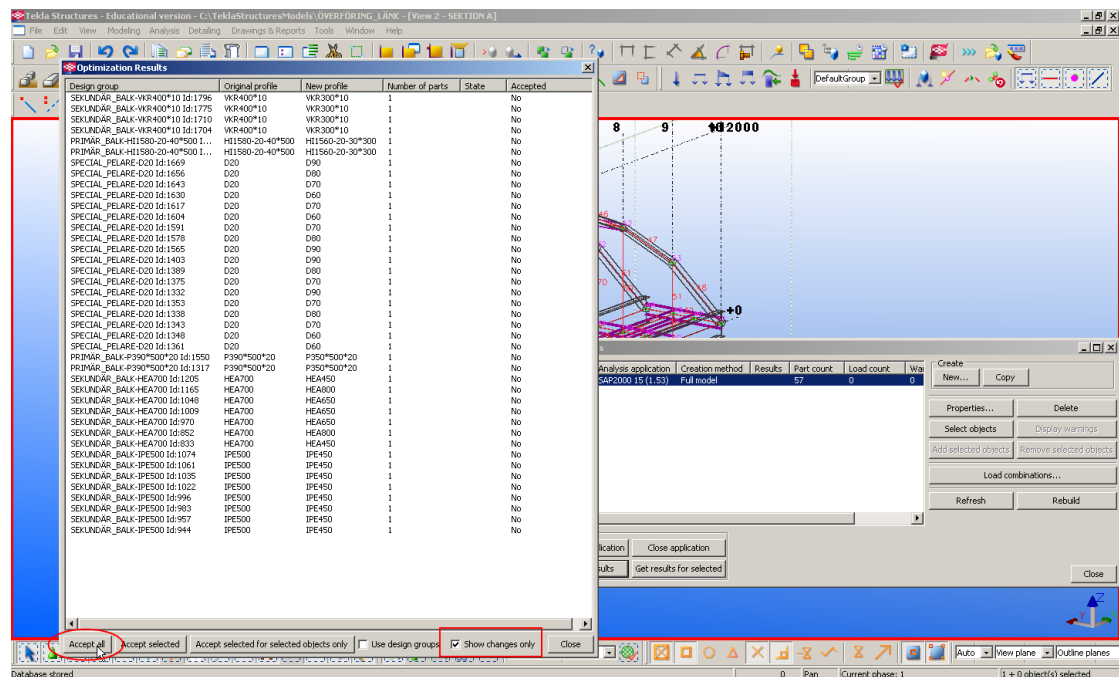 Tekla Structures - Educational version - C:\TeklaStructuresModels\ÖVERFÖRING_LÄNK - [View 2 - SECTION A]
File Edit View Modeling Analysis Detailing Drawings & Reports Tools Window Help
DefaultGroup
Optimization Results
Design group Original profile New profile Number of parts State Accepted
SEKUNDÄR_BALK-VKR400*10 Id:1796 VKR400*10 VKR300*10 1 No
SEKUNDÄR_BALK-VKR400*10 Id:1775 VKR400*10 VKR300*10 1 No
SEKUNDÄR_BALK-VKR400*10 Id:1710 VKR400*10 VKR300*10 1 No
SEKUNDÄR_BALK-VKR400*10 Id:1704 VKR400*10 VKR300*10 1 No
PRIMÄR_BALK-HI1580-20-40*500 I... HI1580-20-40*500 HI1560-20-30*300 1 No
PRIMÄR_BALK-HI1580-20-40*500 I... HI1580-20-40*500 HI1560-20-30*300 1 No
SPECIAL_PELARE-D20 Id:1669 D20 D90 1 No
SPECIAL_PELARE-D20 Id:1656 D20 D80 1 No
SPECIAL_PELARE-D20 Id:1643 D20 D70 1 No
SPECIAL_PELARE-D20 Id:1630 D20 D60 1 No
SPECIAL_PELARE-D20 Id:1617 D20 D70 1 No
SPECIAL_PELARE-D20 Id:1604 D20 D60 1 No
SPECIAL_PELARE-D20 Id:1591 D20 D70 1 No
SPECIAL_PELARE-D20 Id:1578 D20 D80 1 No
SPECIAL_PELARE-D20 Id:1565 D20 D90 1 No
SPECIAL_PELARE-D20 Id:1403 D20 D90 1 No
SPECIAL_PELARE-D20 Id:1389 D20 D80 1 No
SPECIAL_PELARE-D20 Id:1375 D20 D70 1 No
SPECIAL_PELARE-D20 Id:1332 D20 D90 1 No
SPECIAL_PELARE-D20 Id:1353 D20 D70 1 No
SPECIAL_PELARE-D20 Id:1338 D20 D80 1 No
SPECIAL_PELARE-D20 Id:1343 D20 D70 1 No
SPECIAL_PELARE-D20 Id:1348 D20 D60 1 No
SPECIAL_PELARE-D20 Id:1361 D20 D60 1 No
PRIMÄR_BALK-P390*500*20 Id:1550 P390*500*20 P350*500*20 1 No
PRIMÄR_BALK-P390*500*20 Id:1317 P390*500*20 P350*500*20 1 No
SEKUNDÄR_BALK-HEA700 Id:1205 HEA700 HEA450 1 No
SEKUNDÄR_BALK-HEA700 Id:1165 HEA700 HEA800 1 No
SEKUNDÄR_BALK-HEA700 Id:1048 HEA700 HEA650 1 No
SEKUNDÄR_BALK-HEA700 Id:1009 HEA700 HEA650 1 No
SEKUNDÄR_BALK-HEA700 Id:970 HEA700 HEA650 1 No
SEKUNDÄR_BALK-HEA700 Id:852 HEA700 HEA800 1 No
SEKUNDÄR_BALK-HEA700 Id:833 HEA700 HEA450 1 No
SEKUNDÄR_BALK-IPE500 Id:1074 IPE500 IPE450 1 No
SEKUNDÄR_BALK-IPE500 Id:1061 IPE500 IPE450 1 No
SEKUNDÄR_BALK-IPE500 Id:1035 IPE500 IPE450 1 No
SEKUNDÄR_BALK-IPE500 Id:1022 IPE500 IPE450 1 No
SEKUNDÄR_BALK-IPE500 Id:996 IPE500 IPE450 1 No
SEKUNDÄR_BALK-IPE500 Id:983 IPE500 IPE450 1 No
SEKUNDÄR_BALK-IPE500 Id:957 IPE500 IPE450 1 No
SEKUNDÄR_BALK-IPE500 Id:944 IPE500 IPE450 1 No
Accept all Accept selected Accept selected for selected objects only Use design groups Show changes only Close
8 9
+0
Analysis application Creation method Results Part count Load count Wa
SAP2000 15 (1.53) Full model 57 0 0
Create
New... Copy
Properties... Delete
Select objects Display warnings
Add selected objects Remove selected objects
Load combinations...
Refresh Rebuild
Close application
Get results for selected
Close
Auto View plane Outline planes
Database stored 0 Pan Current phase: 1 1 + 0 object(s) selected